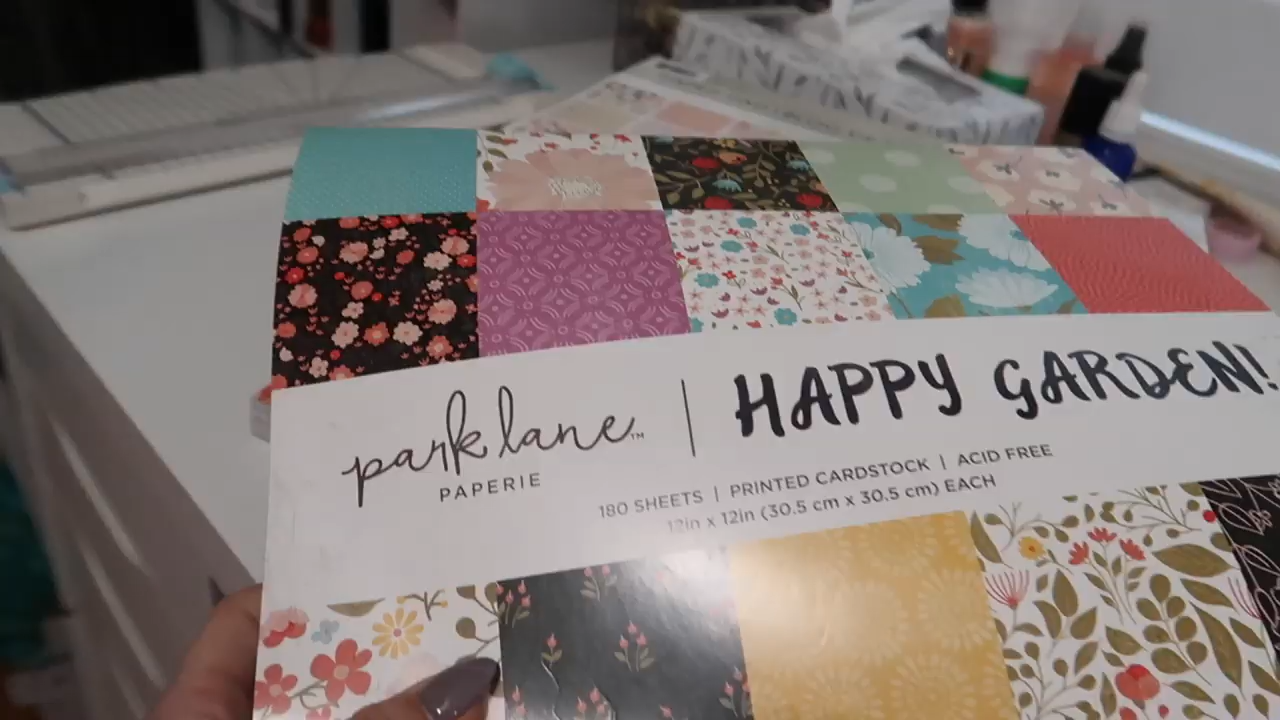 park lane™
PAPERIE
HAPPY GARDEN!
180 SHEETS | PRINTED CARDSTOCK | ACID FREE
12in x 12in (30.5 cm x 30.5 cm) EACH